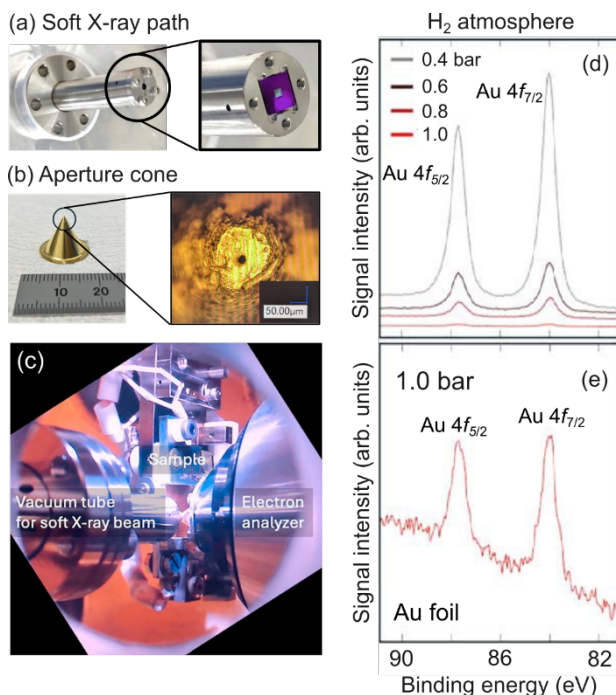 (a) Soft X-ray path
(b) Aperture cone
10 20
50.00μm
(c)
Sample
Vacuum tube
for soft X-ray beam
Electron
analyzer
H₂ atmosphere
(d)
0.4 bar
0.6
0.8
1.0
Au 4f₇/₂
Au 4f₅/₂
Signal intensity (arb. units)
1.0 bar
(e)
Au 4f₅/₂
Au 4f₇/₂
Au foil
Signal intensity (arb. units)
90 86 82
Binding energy (eV)